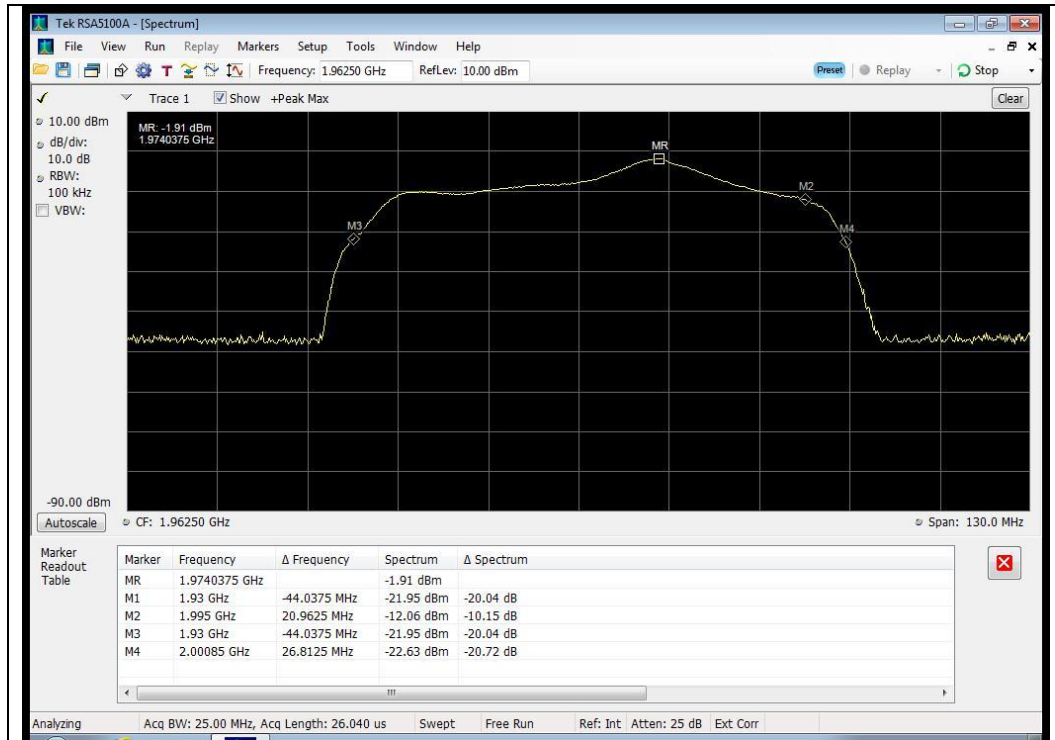 Tek RSA5100A - [Spectrum]
File View Run Replay Markers Setup Tools Window Help
Frequency: 1.96250 GHz RefLev: 10.00 dBm Preset Replay Stop
Trace 1 Show +Peak Max Clear
10.00 dBm
dB/div:
10.0 dB
RBW:
100 kHz
VBW:
-90.00 dBm
Autoscale
MR: -1.91 dBm
1.9740375 GHz
MR
M2
M3
M4
CF: 1.96250 GHz Span: 130.0 MHz
Marker
Readout
Table
Marker Frequency Δ Frequency Spectrum Δ Spectrum
MR 1.9740375 GHz -1.91 dBm
M1 1.93 GHz -44.0375 MHz -21.95 dBm -20.04 dB
M2 1.995 GHz 20.9625 MHz -12.06 dBm -10.15 dB
M3 1.93 GHz -44.0375 MHz -21.95 dBm -20.04 dB
M4 2.00085 GHz 26.8125 MHz -22.63 dBm -20.72 dB
Analyzing Acq BW: 25.00 MHz, Acq Length: 26.040 us Swept Free Run Ref: Int Atten: 25 dB Ext Corr